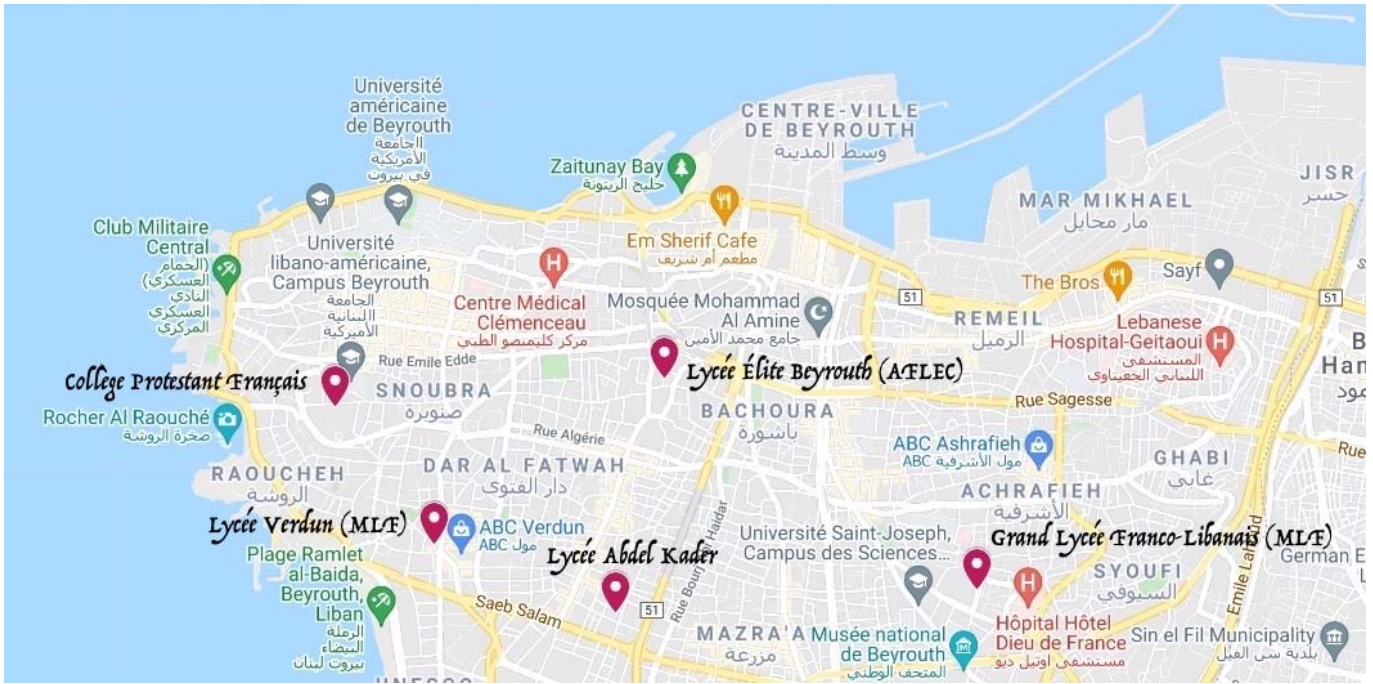 Université
américaine
de Beyrouth
الجامعة
الأمريكية
في بيروت
CENTRE-VILLE
DE BEYROUTH
وسط المدينة
Zaitunay Bay
خليج الزيتونة
JISR
جسر
MAR MIKHAEL
مار مخايل
Club Militaire
Central
(الحمام
العسكري)
النادي
العسكري
المركزي
Université
libano-américaine,
Campus Beyrouth
الجامعة
اللبنانية
الأميركية
Em Sherif Cafe
مطعم أم شريف
Centre Médical
Clémenceau
مركز كليمنصو الطبي
Mosquée Mohammad
Al Amine
جامع محمد الأمين
51
The Bros
Sayf
51
REMEIL
الرميل
Lebanese
Hospital-Geitaoui
المستشفى
اللبناني الجعيتاوي
B
Han
مود
Rue Emile Edde
Collège Protestant Français
SNOUBRA
صنوبرة
Lycée Élite Beyrouth (AFLEC)
Rue Sagesse
Rocher Al Raouché
صخرة الروشة
BACHOURA
باشورة
Rue Algérie
ABC Ashrafieh
مول الأشرفية ABC
Rue
GHABI
غابي
RAOUCHEH
الروشة
DAR AL FATWAH
دار الفتوى
ACHRAFIEH
الأشرفية
Lycée Verdun (MLF)
ABC Verdun
مول ABC
Rue Bourj Abi Haidar
Université Saint-Joseph,
Campus des Sciences...
Grand Lycée Franco-Libanais (MLF)
Emile Lahoud
German E
Plage Ramlet
al-Baida,
Beyrouth,
Liban
الرملة
البيضاء
بيروت لبنان
Lycée Abdel Kader
SYOUFI
السيوفي
Saeb Salam
51
MAZRA'A
مزرعة
Musée national
de Beyrouth
المتحف الوطني
Hôpital Hôtel
Dieu de France
مستشفى اوتيل ديو
Sin el Fil Municipality
بلدية سن الفيل
UNESCO